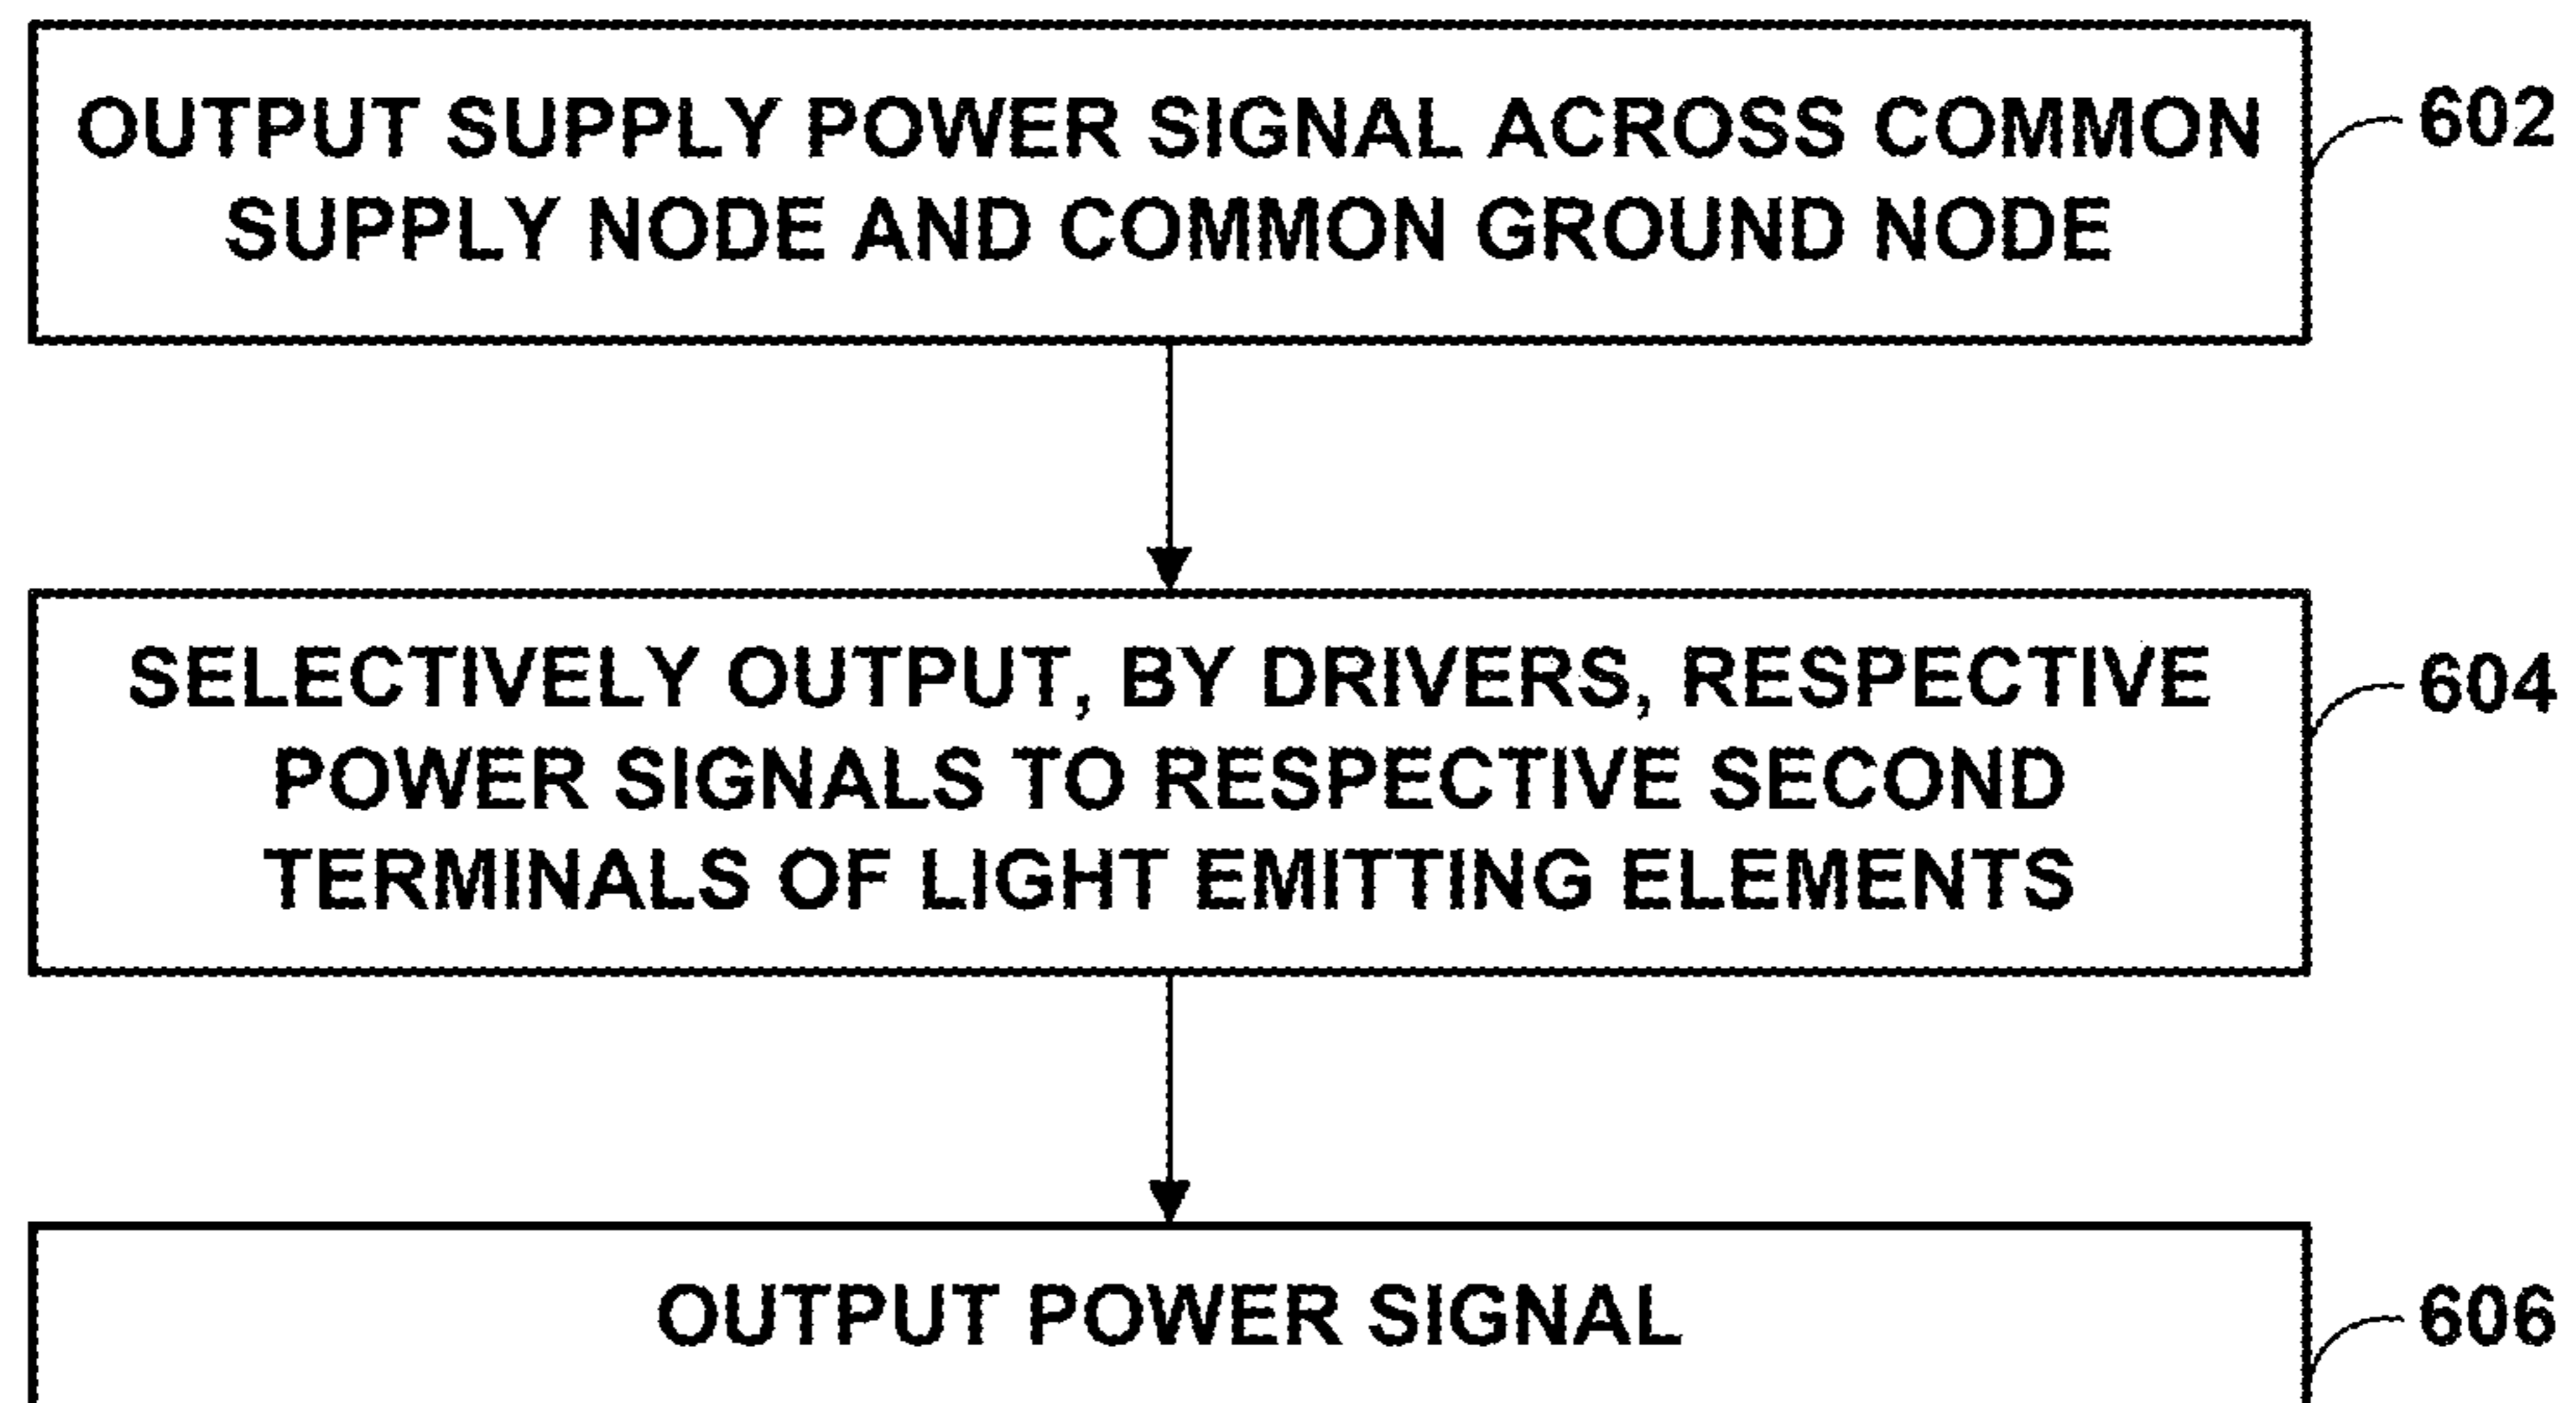 OUTPUT SUPPLY POWER SIGNAL ACROSS COMMON
SUPPLY NODE AND COMMON GROUND NODE
602
SELECTIVELY OUTPUT, BY DRIVERS, RESPECTIVE
POWER SIGNALS TO RESPECTIVE SECOND
TERMINALS OF LIGHT EMITTING ELEMENTS
604
OUTPUT POWER SIGNAL
606